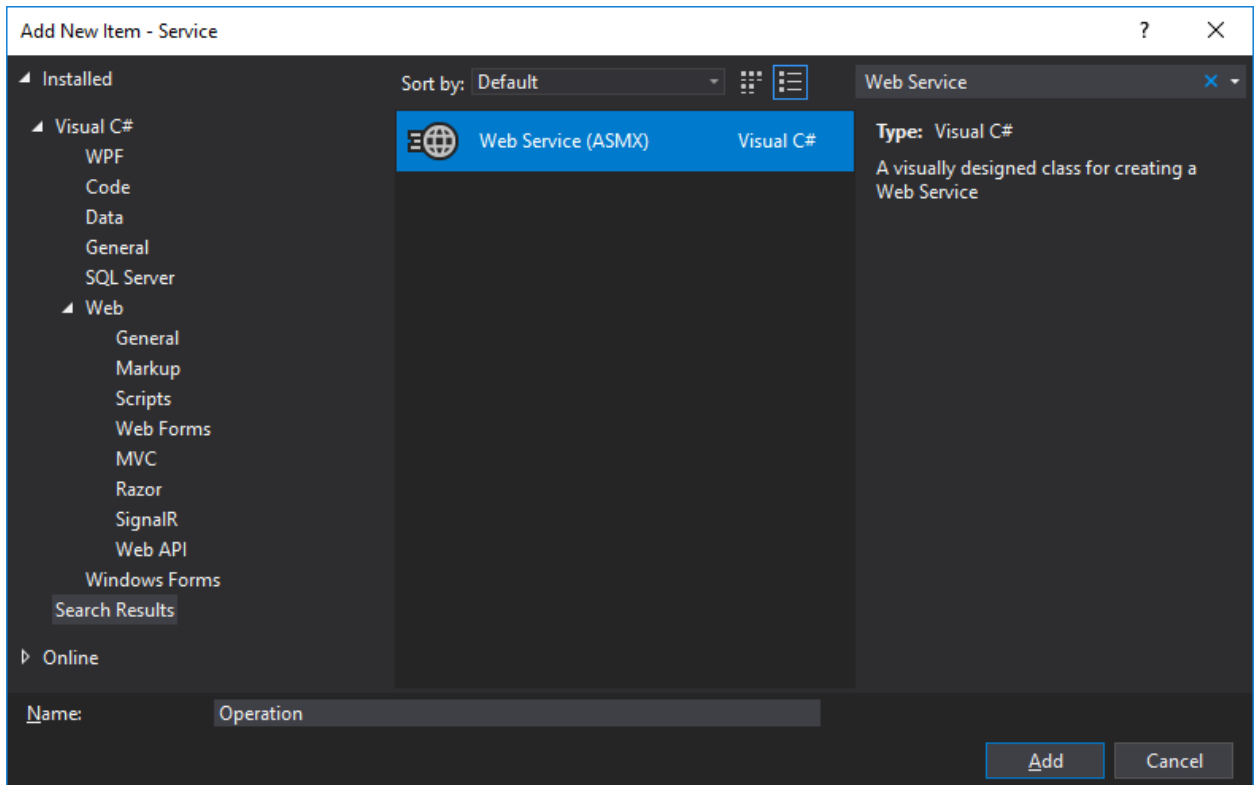 Add New Item - Service
?
Installed
Visual C#
WPF
Code
Data
General
SQL Server
Web
General
Markup
Scripts
Web Forms
MVC
Razor
SignalR
Web API
Windows Forms
Search Results
Online
Sort by: Default
Web Service (ASMX) Visual C#
Web Service
Type: Visual C#
A visually designed class for creating a
Web Service
Name: Operation
Add Cancel